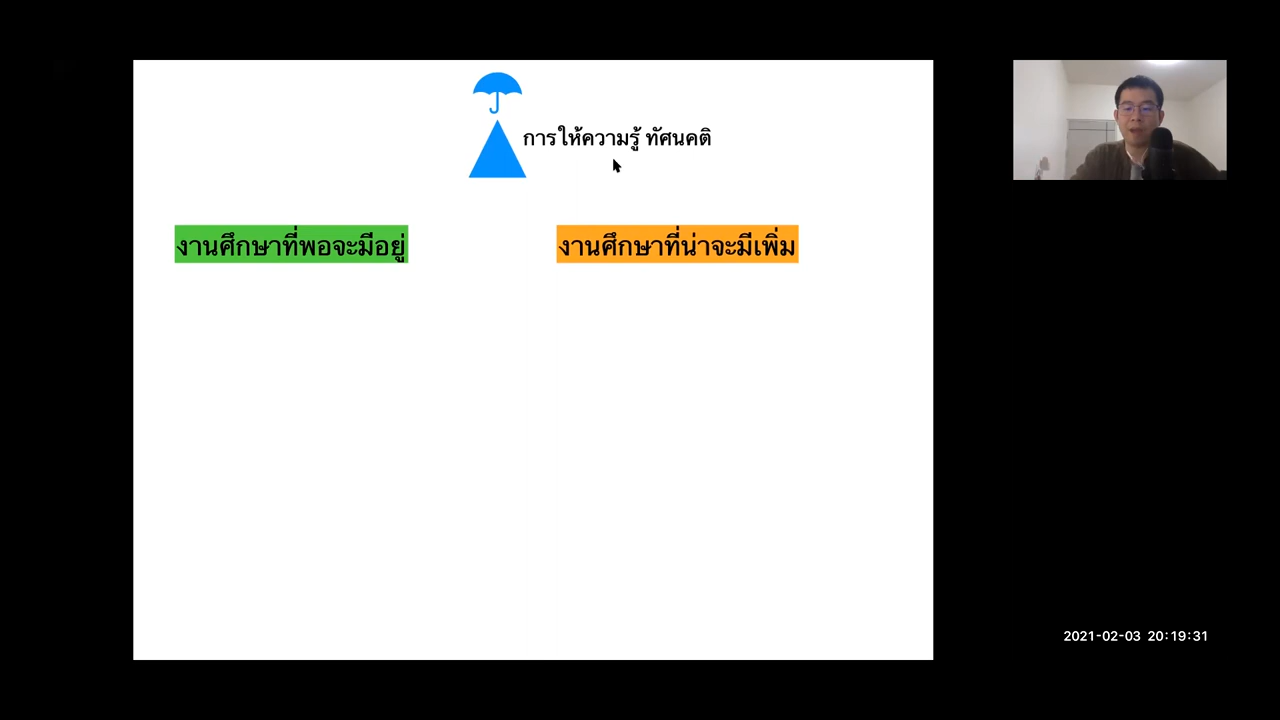 การให้ความรู้ ทัศนคติ
งานศึกษาที่พอจะมีอยู่
งานศึกษาที่น่าจะมีเพิ่ม
2021-02-03 20:19:31